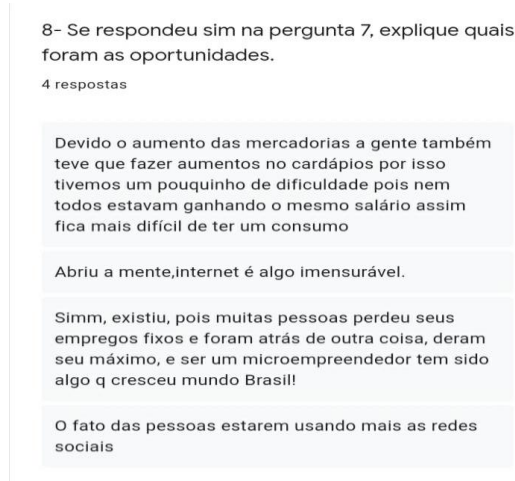 8- Se respondeu sim na pergunta 7, explique quais
foram as oportunidades.
4 respostas
Devido o aumento das mercadorias a gente também
teve que fazer aumentos no cardápios por isso
tivemos um pouquinho de dificuldade pois nem
todos estavam ganhando o mesmo salário assim
fica mais difícil de ter um consumo
Abriu a mente,internet é algo imensurável.
Simm, existiu, pois muitas pessoas perdeu seus
empregos fixos e foram atrás de outra coisa, deram
seu máximo, e ser um microempreendedor tem sido
algo q cresceu mundo Brasil!
O fato das pessoas estarem usando mais as redes
sociais